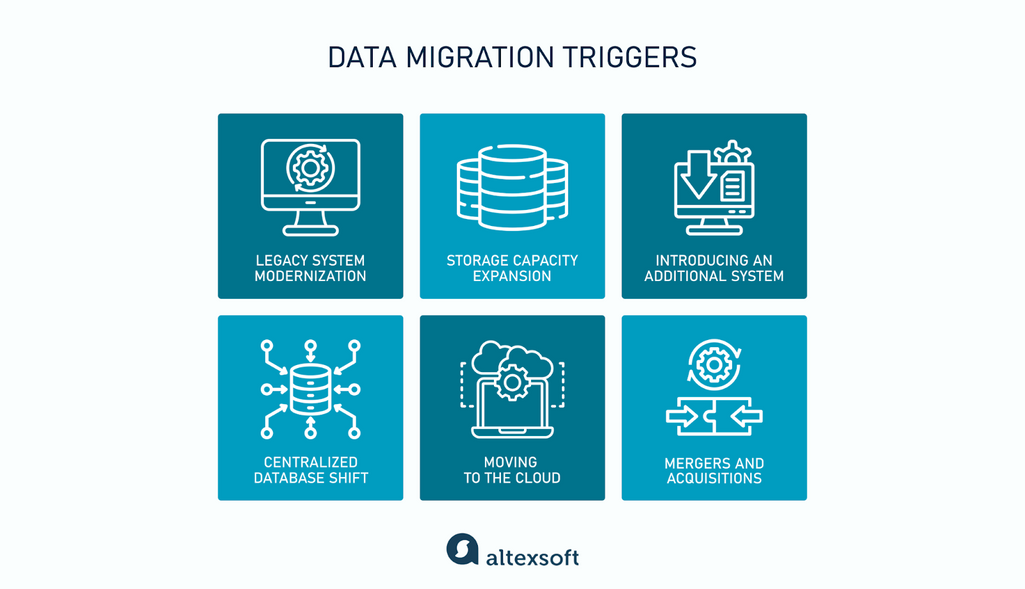 DATA MIGRATION TRIGGERS
LEGACY SYSTEM
MODERNIZATION
STORAGE CAPACITY
EXPANSION
INTRODUCING AN
ADDITIONAL SYSTEM
CENTRALIZED
DATABASE SHIFT
MOVING
TO THE CLOUD
MERGERS AND
ACQUISITIONS
altexsoft